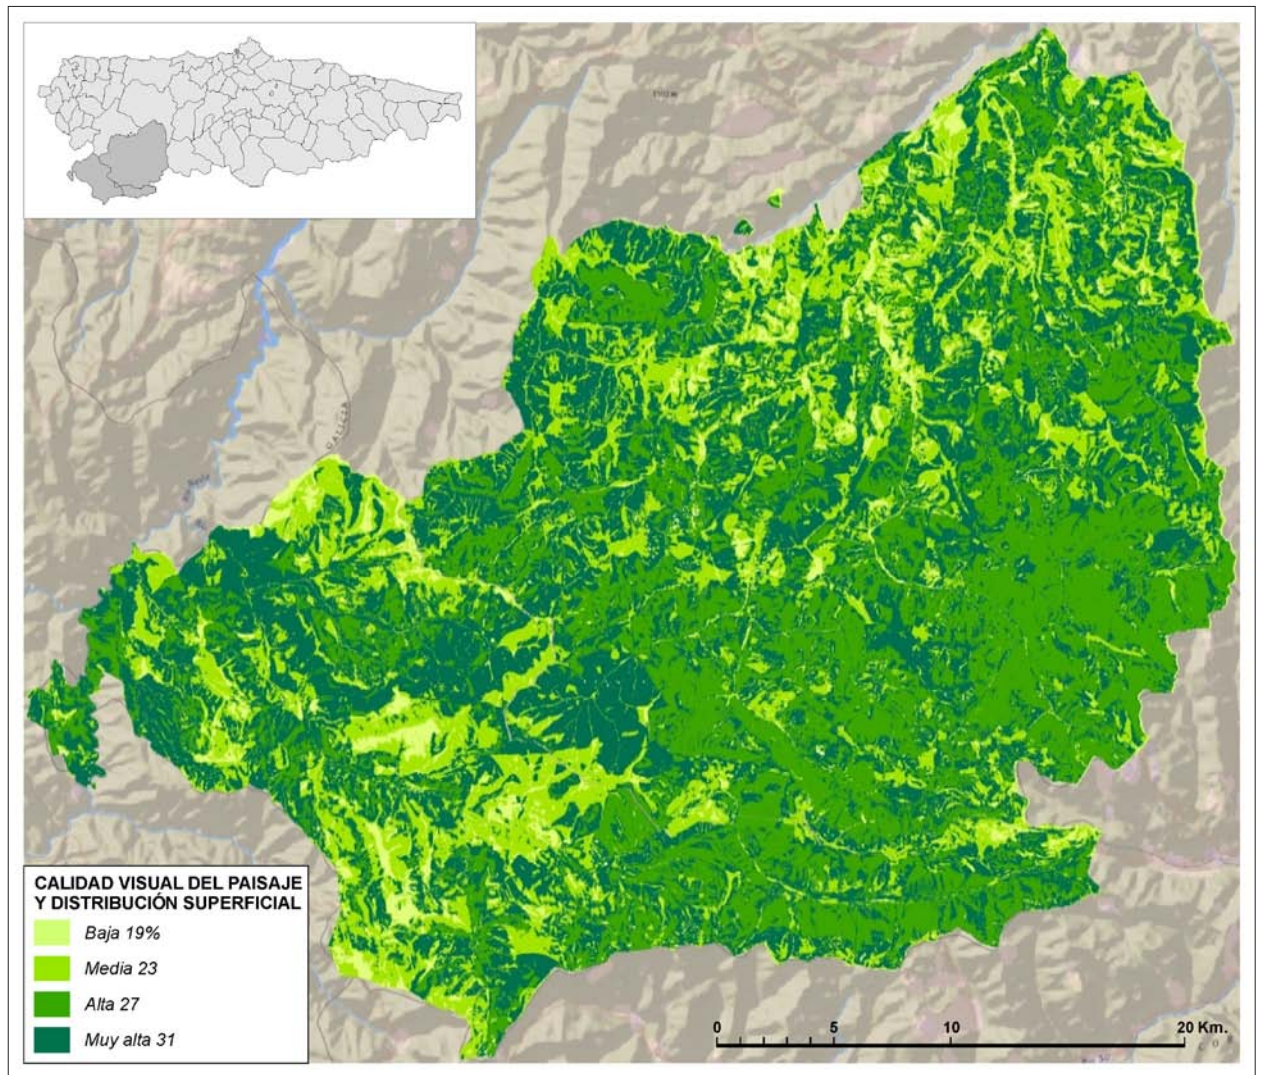 GALICIA
CALIDAD VISUAL DEL PAISAJE
Y DISTRIBUCIÓN SUPERFICIAL
Baja 19%
Media 23
Alta 27
Muy alta 31
0 5 10 20 Km.